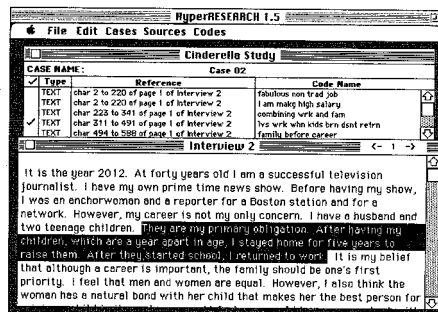 HyperRESEARCH 1.5
File Edit Cases Sources Codes
Cinderella Study
CASE NAME: Case 02
✓ Type Reference Code Name
TEXT char 2 to 220 of page 1 of Interview 2 fabulous non trad job
TEXT char 2 to 220 of page 1 of Interview 2 I am makg high salary
TEXT char 223 to 341 of page 1 of Interview 2 combining wrk and fam
✓ TEXT char 311 to 491 of page 1 of Interview 2 lvs wrk whn kids brn dsnt retrn
TEXT char 494 to 588 of page 1 of Interview 2 family before career
Interview 2 <- 1 ->
It is the year 2012. At forty years old I am a successful television
journalist. I have my own prime time news show. Before having my show,
I was an anchorwoman and a reporter for a Boston station and for a
network. However, my career is not my only concern. I have a husband and
two teenage children. They are my primary obligation. After having my
children, which are a year apart in age, I stayed home for five years to
raise them. After they started school, I returned to work. It is my belief
that although a career is important, the family should be one's first
priority. I feel that men and women are equal. However, I also think the
woman has a natural bond with her child that makes her the best person for